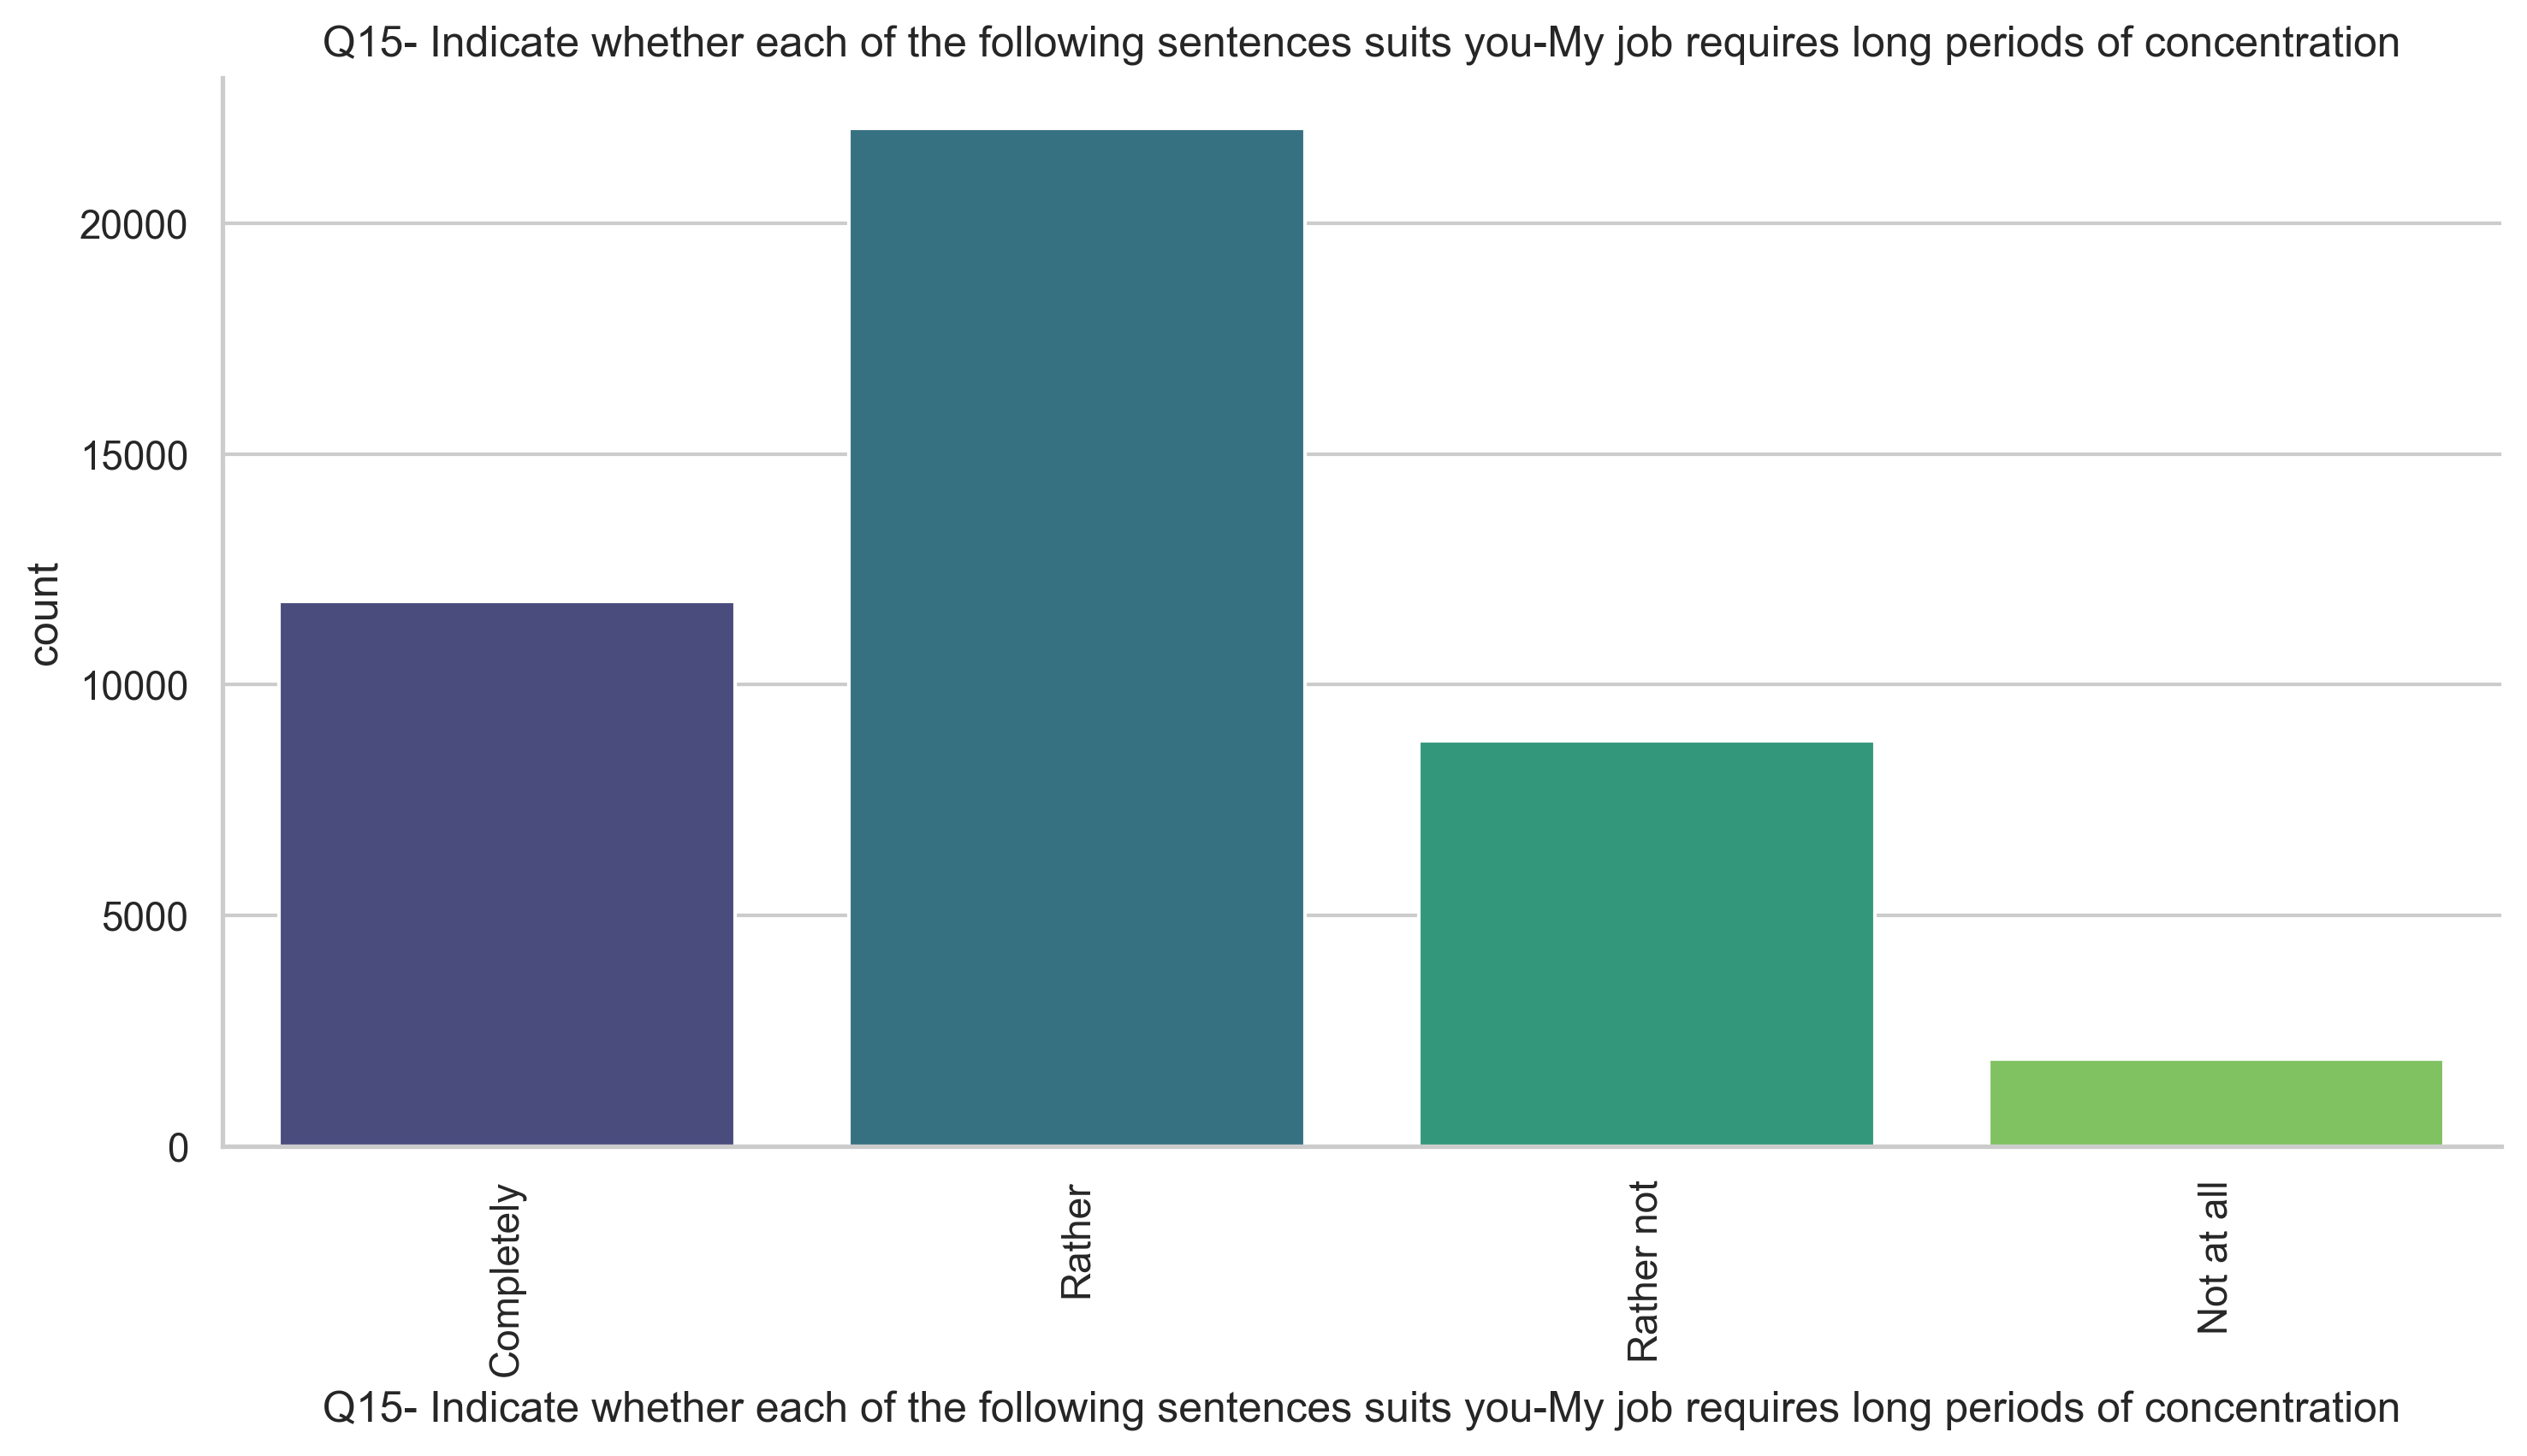 Q15- Indicate whether each of the following sentences suits you-My job requires long periods of concentration
count
20000
15000
10000
5000
0
Completely
Rather
Rather not
Not at all
Q15- Indicate whether each of the following sentences suits you-My job requires long periods of concentration